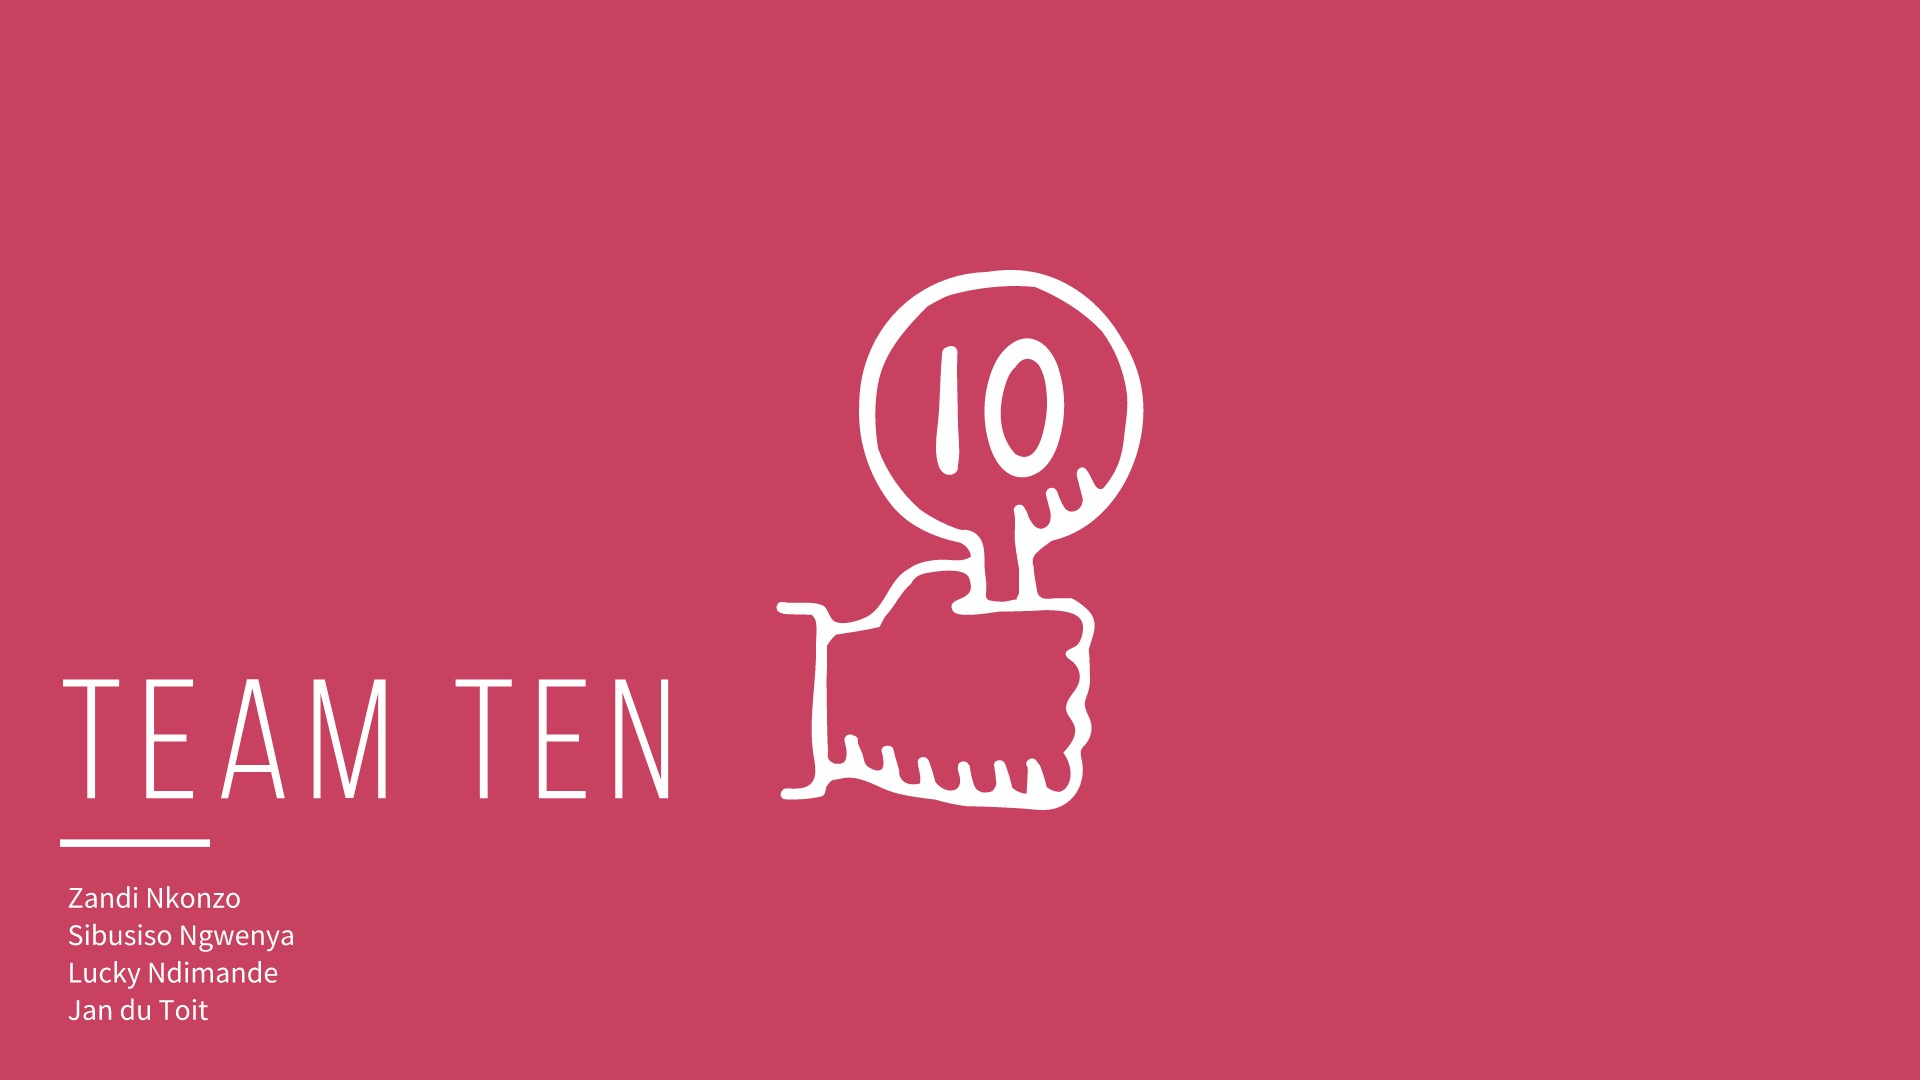 10
TEAM TEN
Zandi Nkonzo
Sibusiso Ngwenya
Lucky Ndimande
Jan du Toit